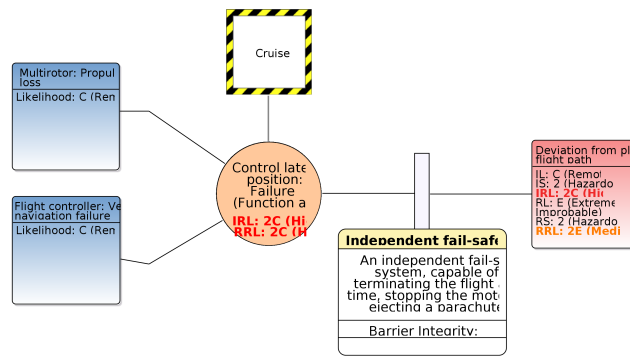 Cruise
Multirotor: Propul
loss
Likelihood: C (Ren
Flight controller: Ve
navigation failure
Likelihood: C (Ren
Control late
position:
Failure
(Function a
IRL: 2C (Hi
RRL: 2C (H
Independent fail-safe
An independent fail-s
system, capable of
terminating the flight
time, stopping the mot
ejecting a parachute
Barrier Integrity:
Deviation from pl
flight path
IL: C (Remot
IS: 2 (Hazardo
IRL: 2C (Hig
RL: E (Extreme
Improbable)
RS: 2 (Hazardo
RRL: 2E (Medi